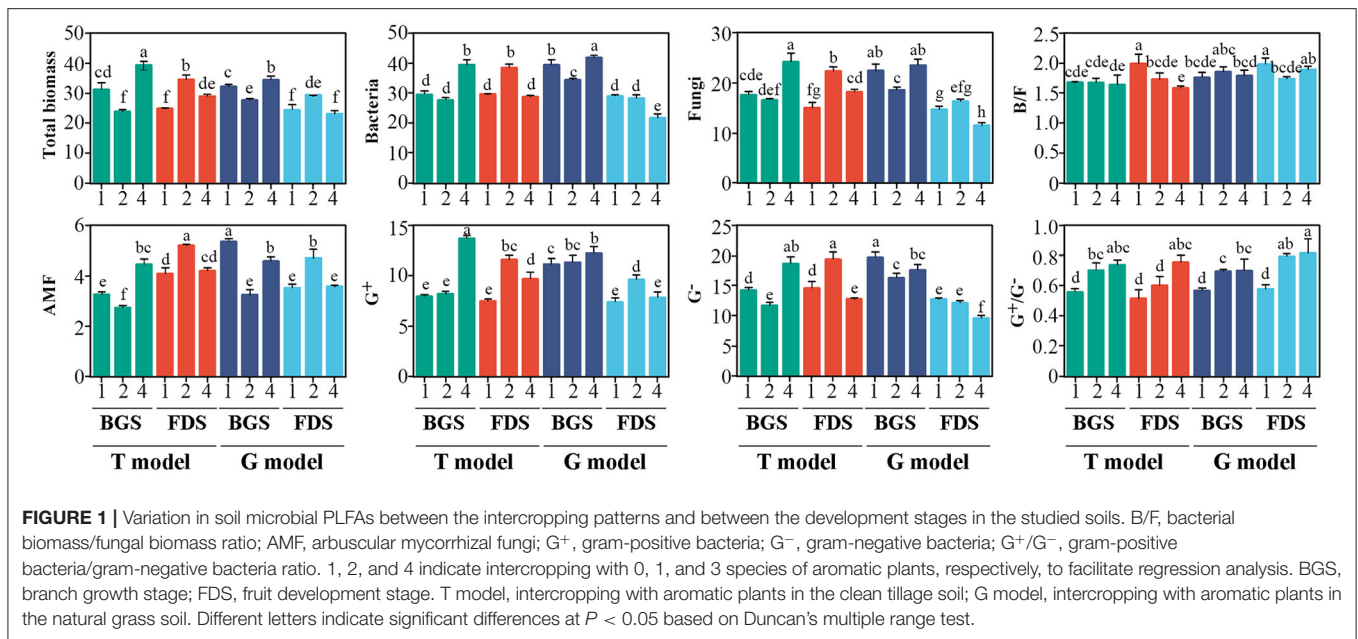 Total biomass
50
40
30
20
10
0
cd f a e b de c f b f de f
1 2 4 1 2 4 1 2 4 1 2 4
Bacteria
50
40
30
20
10
0
d d b d b d b c a d d e
1 2 4 1 2 4 1 2 4 1 2 4
Fungi
30
20
10
0
cde def a fg b cd ab c ab g efg h
1 2 4 1 2 4 1 2 4 1 2 4
B/F
2.5
2.0
1.5
1.0
0.5
0.0
cde cde cde a bcde e bcde abc bcd a bcde ab
1 2 4 1 2 4 1 2 4 1 2 4
AMF
6
4
2
0
e f bc d a cd a e b e b e
1 2 4 1 2 4 1 2 4 1 2 4
BGS FDS BGS FDS
T model G model
G+
15
10
5
0
e e a e bc d bc bc b e d e
1 2 4 1 2 4 1 2 4 1 2 4
BGS FDS BGS FDS
T model G model
G-
25
20
15
10
5
0
d e ab d a e a c bc e e f
1 2 4 1 2 4 1 2 4 1 2 4
BGS FDS BGS FDS
T model G model
G+/G-
1.0
0.8
0.6
0.4
0.2
0.0
d bc abc d d abc d c bc d ab a
1 2 4 1 2 4 1 2 4 1 2 4
BGS FDS BGS FDS
T model G model
FIGURE 1 | Variation in soil microbial PLFAs between the intercropping patterns and between the development stages in the studied soils. B/F, bacterial
biomass/fungal biomass ratio; AMF, arbuscular mycorrhizal fungi; G+, gram-positive bacteria; G−, gram-negative bacteria; G+/G−, gram-positive
bacteria/gram-negative bacteria ratio. 1, 2, and 4 indicate intercropping with 0, 1, and 3 species of aromatic plants, respectively, to facilitate regression analysis. BGS,
branch growth stage; FDS, fruit development stage. T model, intercropping with aromatic plants in the clean tillage soil; G model, intercropping with aromatic plants in
the natural grass soil. Different letters indicate significant differences at P < 0.05 based on Duncan's multiple range test.